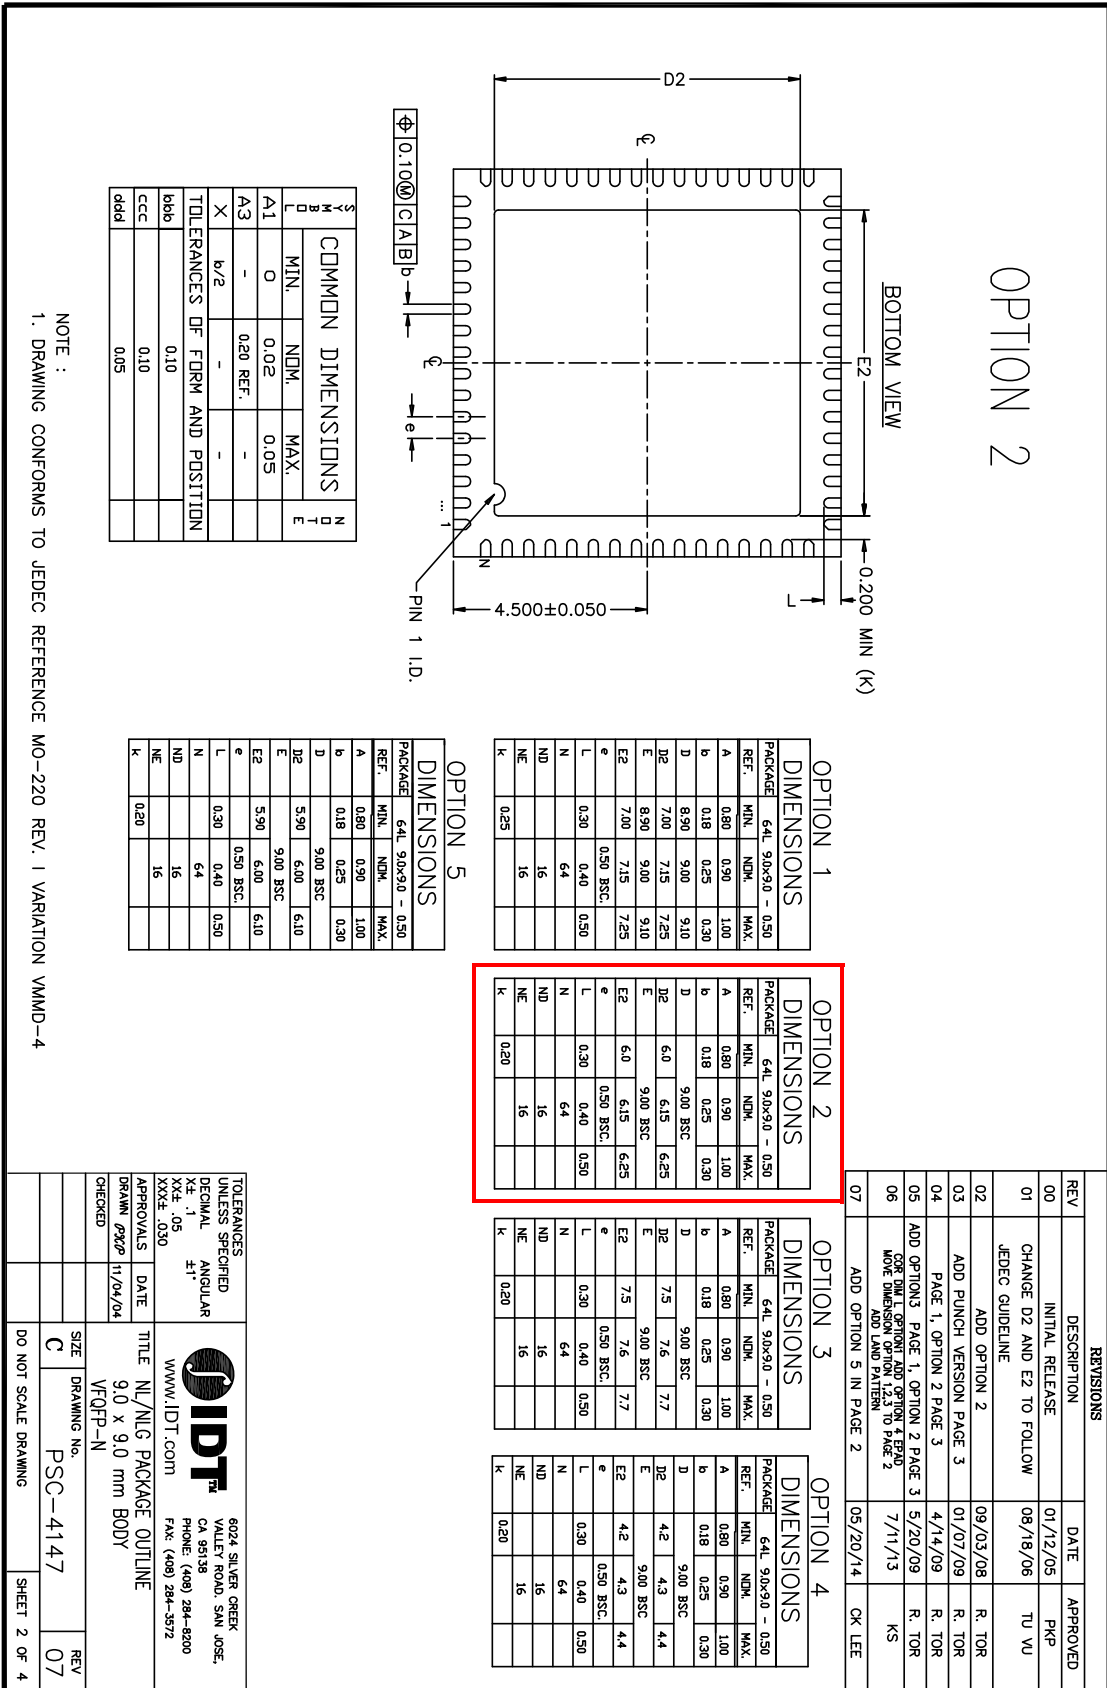 OPTION 2
BOTTOM VIEW
E2
D2
0.200 MIN (K)
L
4.500±0.050
PIN 1 I.D.
N
... 1
e
b
0.10 M C A B
SYMBOL COMMON DIMENSIONS NOTE
MIN. NOM. MAX.
A1 0 0.02 0.05
A3 - 0.20 REF. -
X b/2 - -
TOLERANCES OF FORM AND POSITION
bbb 0.10
ccc 0.10
ddd 0.05
NOTE :
1. DRAWING CONFORMS TO JEDEC REFERENCE MO-220 REV. I VARIATION VMMD-4
OPTION 1
DIMENSIONS
PACKAGE 64L 9.0x9.0 - 0.50
REF. MIN. NOM. MAX.
A 0.80 0.90 1.00
b 0.18 0.25 0.30
D 8.90 9.00 9.10
D2 7.00 7.15 7.25
E 8.90 9.00 9.10
E2 7.00 7.15 7.25
e 0.50 BSC.
L 0.30 0.40 0.50
N 64
ND 16
NE 16
k 0.25
OPTION 5
DIMENSIONS
PACKAGE 64L 9.0x9.0 - 0.50
REF. MIN. NOM. MAX.
A 0.80 0.90 1.00
b 0.18 0.25 0.30
D 9.00 BSC
D2 5.90 6.00 6.10
E 9.00 BSC
E2 5.90 6.00 6.10
e 0.50 BSC.
L 0.30 0.40 0.50
N 64
ND 16
NE 16
k 0.20
OPTION 2
DIMENSIONS
PACKAGE 64L 9.0x9.0 - 0.50
REF. MIN. NOM. MAX.
A 0.80 0.90 1.00
b 0.18 0.25 0.30
D 9.00 BSC
D2 6.0 6.15 6.25
E 9.00 BSC
E2 6.0 6.15 6.25
e 0.50 BSC.
L 0.30 0.40 0.50
N 64
ND 16
NE 16
k 0.20
OPTION 3
DIMENSIONS
PACKAGE 64L 9.0x9.0 - 0.50
REF. MIN. NOM. MAX.
A 0.80 0.90 1.00
b 0.18 0.25 0.30
D 9.00 BSC
D2 7.5 7.6 7.7
E 9.00 BSC
E2 7.5 7.6 7.7
e 0.50 BSC.
L 0.30 0.40 0.50
N 64
ND 16
NE 16
k 0.20
OPTION 4
DIMENSIONS
PACKAGE 64L 9.0x9.0 - 0.50
REF. MIN. NOM. MAX.
A 0.80 0.90 1.00
b 0.18 0.25 0.30
D 9.00 BSC
D2 4.2 4.3 4.4
E 9.00 BSC
E2 4.2 4.3 4.4
e 0.50 BSC.
L 0.30 0.40 0.50
N 64
ND 16
NE 16
k 0.20
REVISIONS
REV DESCRIPTION DATE APPROVED
00 INITIAL RELEASE 01/12/05 PKP
01 CHANGE D2 AND E2 TO FOLLOW JEDEC GUIDELINE 08/18/06 TU VU
02 ADD OPTION 2 09/03/08 R. TOR
03 ADD PUNCH VERSION PAGE 3 01/07/09 R. TOR
04 PAGE 1, OPTION 2 PAGE 3 4/14/09 R. TOR
05 ADD OPTION3 PAGE 1, OPTION 2 PAGE 3 5/20/09 R. TOR
06 COR DIM L OPTION1 ADD OPTION 4 EPAD
MOVE DIMENSION OPTION 1,2,3 TO PAGE 2
ADD LAND PATTERN 7/11/13 KS
07 ADD OPTION 5 IN PAGE 2 05/20/14 CK LEE
TOLERANCES
UNLESS SPECIFIED
DECIMAL ANGULAR
X± .1 ±1°
XX± .05
XXX± .030
APPROVALS DATE
DRAWN PKP 11/04/04
CHECKED
IDT TM
www.IDT.com
6024 SILVER CREEK
VALLEY ROAD. SAN JOSE,
CA 95138
PHONE: (408) 284-8200
FAX: (408) 284-3572
TITLE NL/NLG PACKAGE OUTLINE
9.0 x 9.0 mm BODY
VFQFP-N
SIZE C
DRAWING No. PSC-4147
REV 07
DO NOT SCALE DRAWING
SHEET 2 OF 4